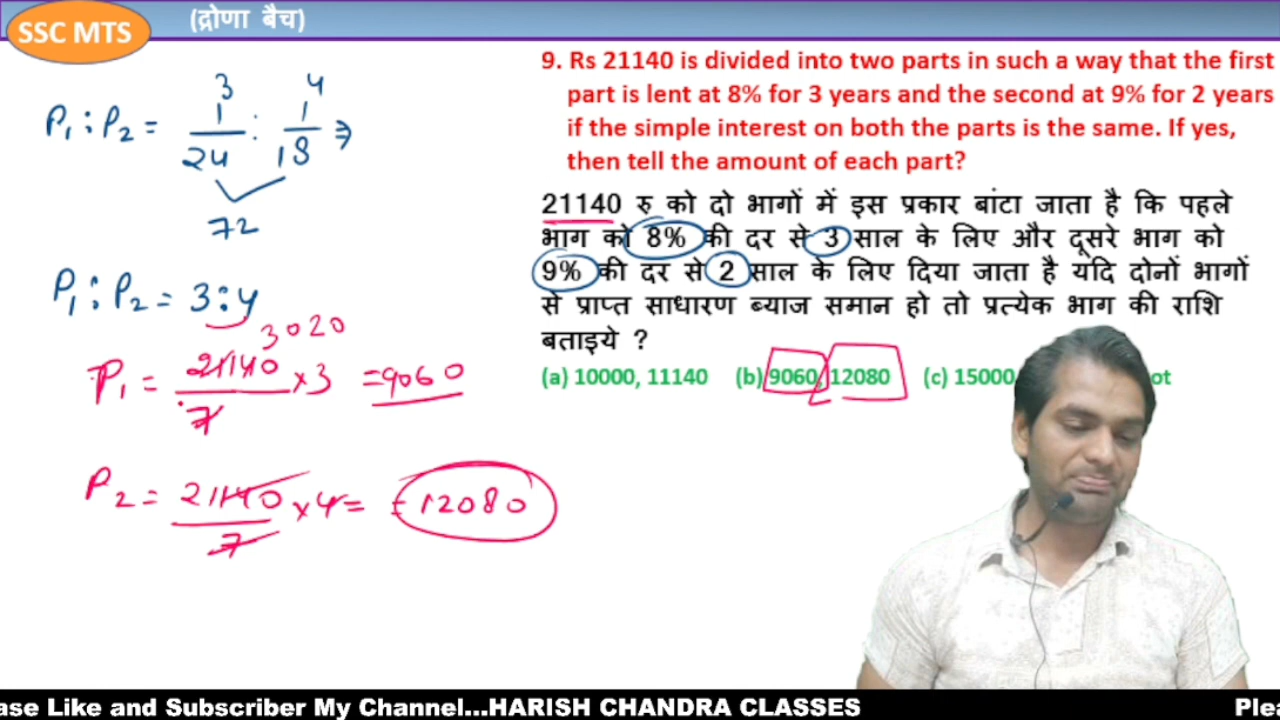 SSC MTS
(द्रोणा बैच)
9. Rs 21140 is divided into two parts in such a way that the first
part is lent at 8% for 3 years and the second at 9% for 2 years
if the simple interest on both the parts is the same. If yes,
then tell the amount of each part?
21140 रु को दो भागों में इस प्रकार बांटा जाता है कि पहले
भाग को 8% की दर से 3 साल के लिए और दूसरे भाग को
9% की दर से 2 साल के लिए दिया जाता है यदि दोनों भागों
से प्राप्त साधारण ब्याज समान हो तो प्रत्येक भाग की राशि
बताइये ?
(a) 10000, 11140 (b) 9060, 12080 (c) 15000 ot
3 4
P₁ : P₂ = 1/24 : 1/18 ⇒
72
P₁ : P₂ = 3 : 4
3020
P₁ = 21140/7 × 3 = 9060
P₂ = 21140/7 × 4 = 12080
ase Like and Subscriber My Channel...HARISH CHANDRA CLASSES Plea